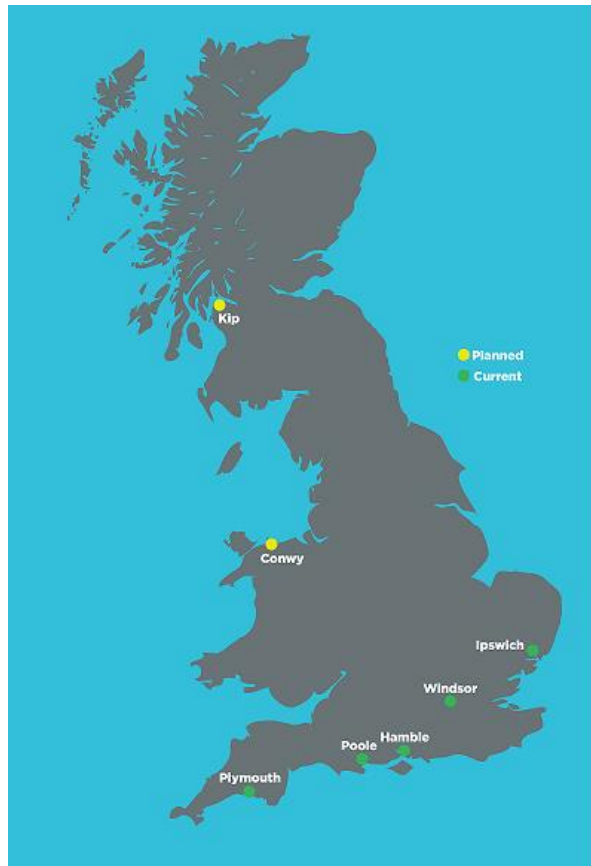 Kip
Planned
Current
Conwy
Ipswich
Windsor
Hamble
Poole
Plymouth